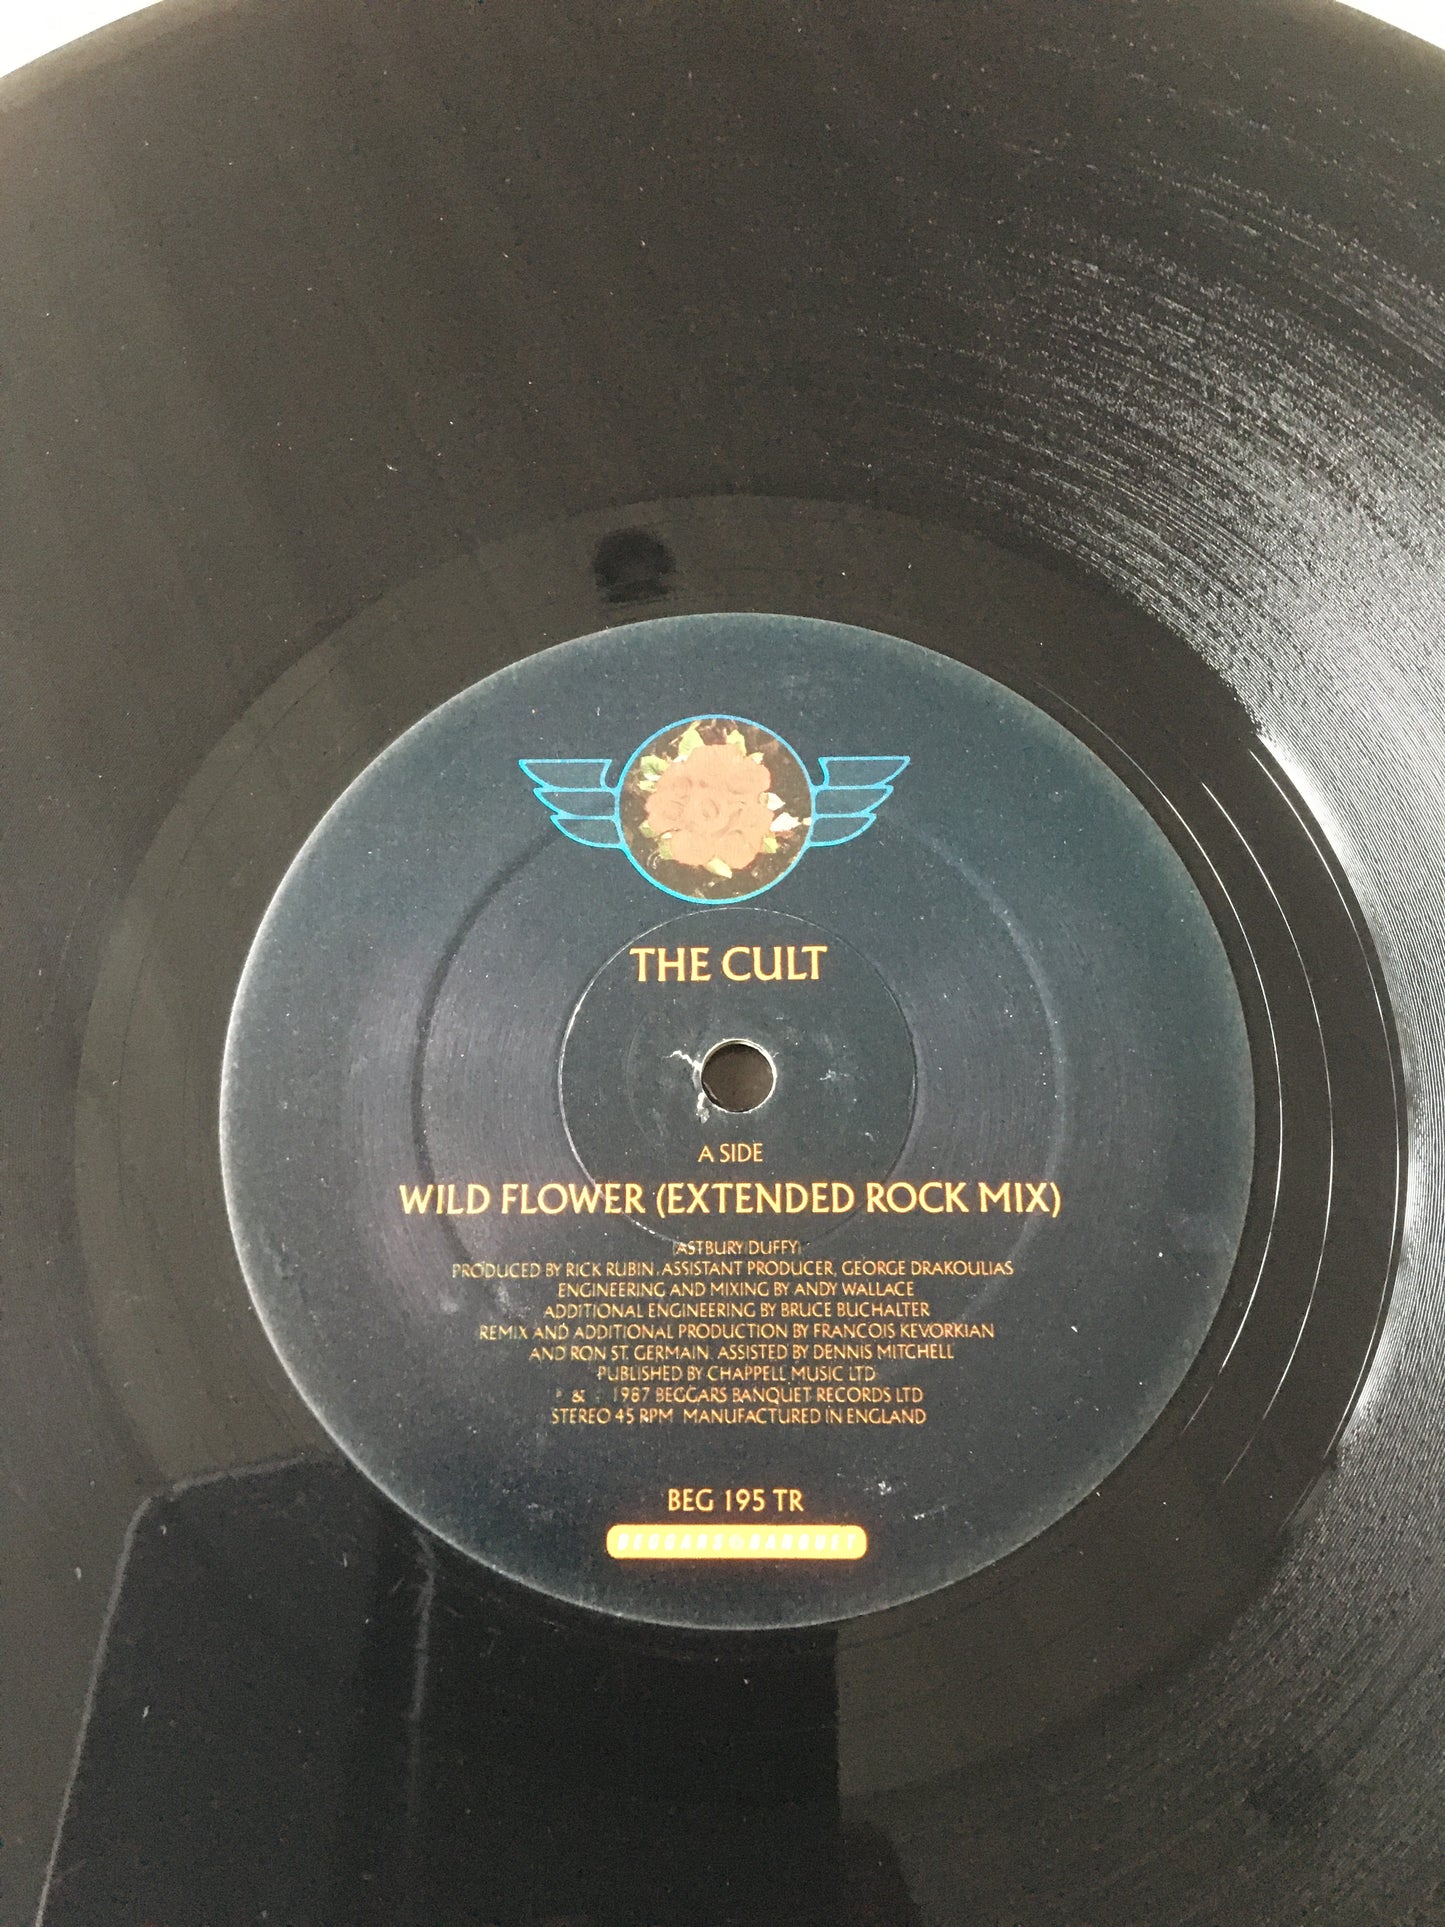 THE CULT
A SIDE
WILD FLOWER (EXTENDED ROCK MIX)
(ASTBURY/DUFFY)
PRODUCED BY RICK RUBIN. ASSISTANT PRODUCER, GEORGE DRAKOULIAS
ENGINEERING AND MIXING BY ANDY WALLACE
ADDITIONAL ENGINEERING BY BRUCE BUCHALTER
REMIX AND ADDITIONAL PRODUCTION BY FRANCOIS KEVORKIAN
AND RON ST. GERMAIN. ASSISTED BY DENNIS MITCHELL
PUBLISHED BY CHAPPELL MUSIC LTD
& 1987 BEGGARS BANQUET RECORDS LTD
STEREO 45 RPM MANUFACTURED IN ENGLAND
BEG 195 TR
BEGGARS BANQUET